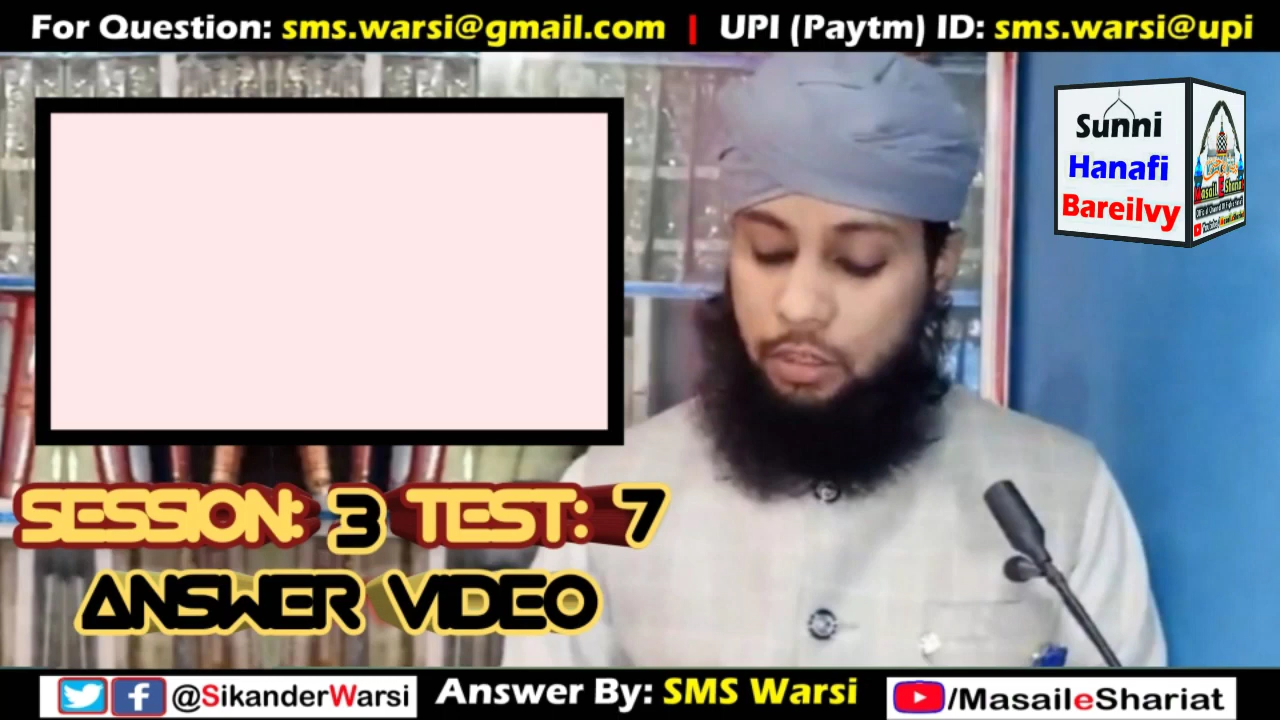 For Question: sms.warsi@gmail.com | UPI (Paytm) ID: sms.warsi@upi
Sunni
Hanafi
Bareilvy
SESSION: 3 TEST: 7
ANSWER VIDEO
@SikanderWarsi
Answer By: SMS Warsi
/MasaileShariat